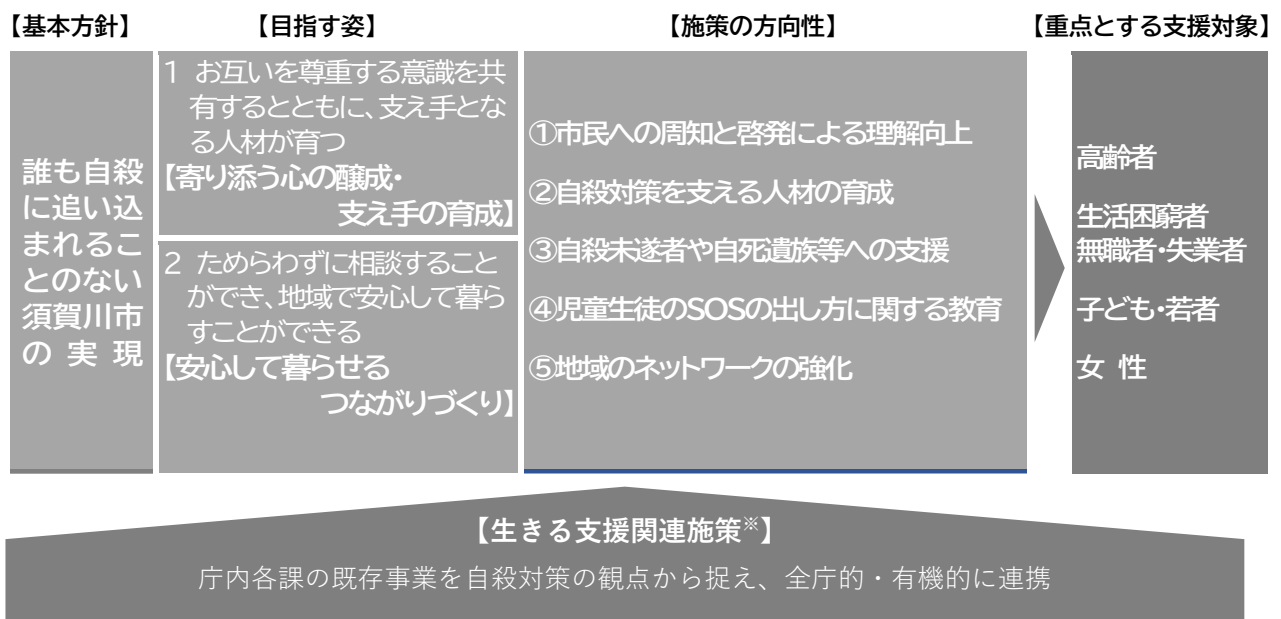 【基本方針】
【目指す姿】
【施策の方向性】
【重点とする支援対象】
誰も自殺
に追い込
まれるこ
とのない
須賀川市
の実現
1 お互いを尊重する意識を共
有するとともに、支え手とな
る人材が育つ
【寄り添う心の醸成・
支え手の育成】
2 ためらわずに相談すること
ができ、地域で安心して暮ら
すことができる
【安心して暮らせる
つながりづくり】
①市民への周知と啓発による理解向上
②自殺対策を支える人材の育成
③自殺未遂者や自死遺族等への支援
④児童生徒のSOSの出し方に関する教育
⑤地域のネットワークの強化
高齢者
生活困窮者
無職者・失業者
子ども・若者
女性
【生きる支援関連施策※】
庁内各課の既存事業を自殺対策の観点から捉え、全庁的・有機的に連携